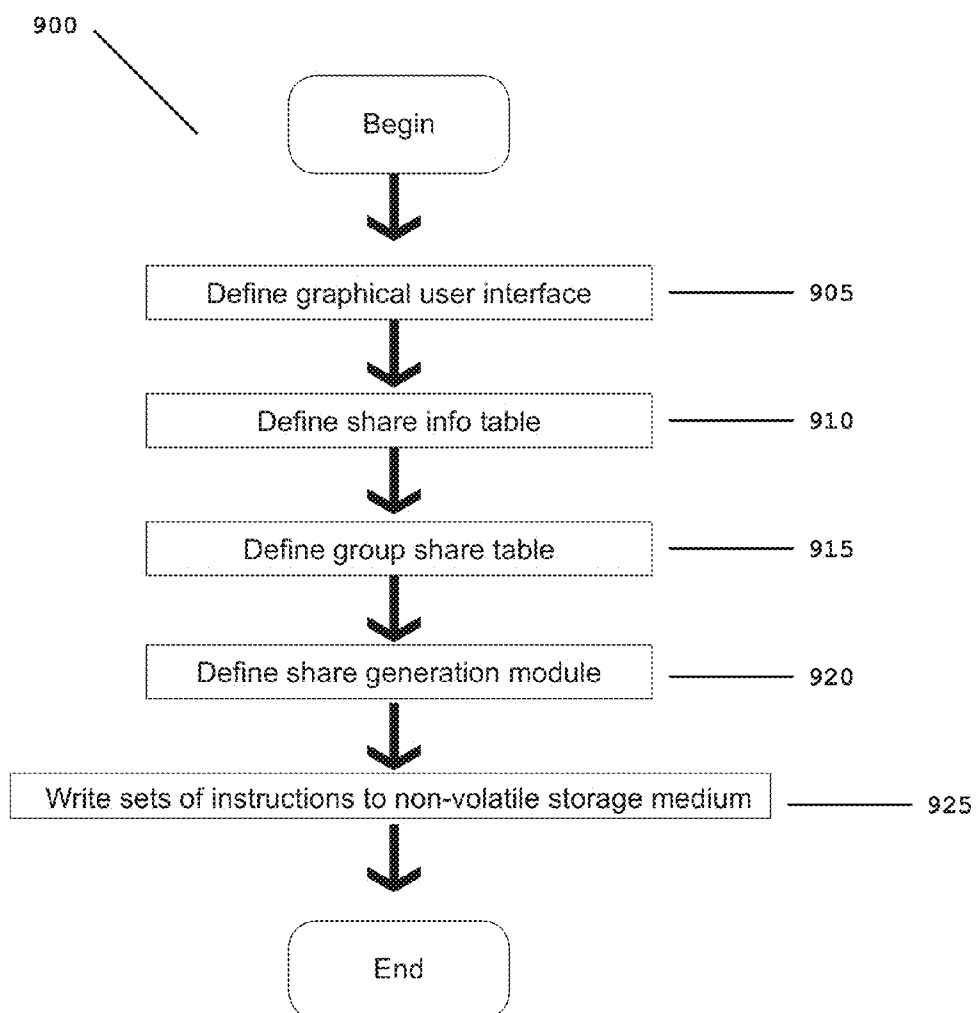 900
Begin
Define graphical user interface
905
Define share info table
910
Define group share table
915
Define share generation module
920
Write sets of instructions to non-volatile storage medium
925
End